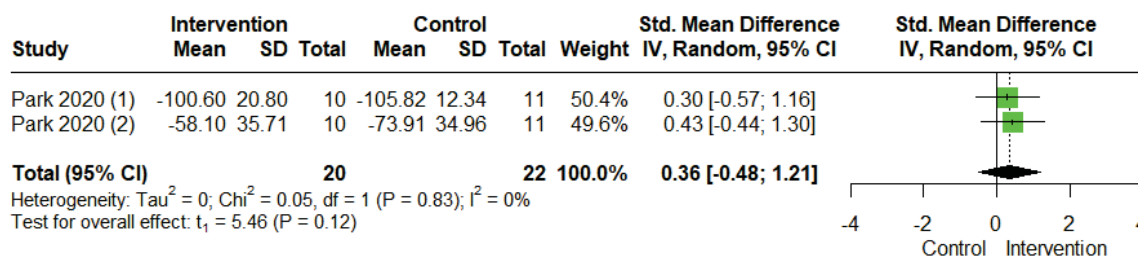 Intervention Control Std. Mean Difference Std. Mean Difference
Study Mean SD Total Mean SD Total Weight IV, Random, 95% CI IV, Random, 95% CI
Park 2020 (1) -100.60 20.80 10 -105.82 12.34 11 50.4% 0.30 [-0.57; 1.16]
Park 2020 (2) -58.10 35.71 10 -73.91 34.96 11 49.6% 0.43 [-0.44; 1.30]
Total (95% CI) 20 22 100.0% 0.36 [-0.48; 1.21]
Heterogeneity: Tau² = 0; Chi² = 0.05, df = 1 (P = 0.83); I² = 0%
Test for overall effect: t₁ = 5.46 (P = 0.12)
-4 -2 0 2 4
Control Intervention